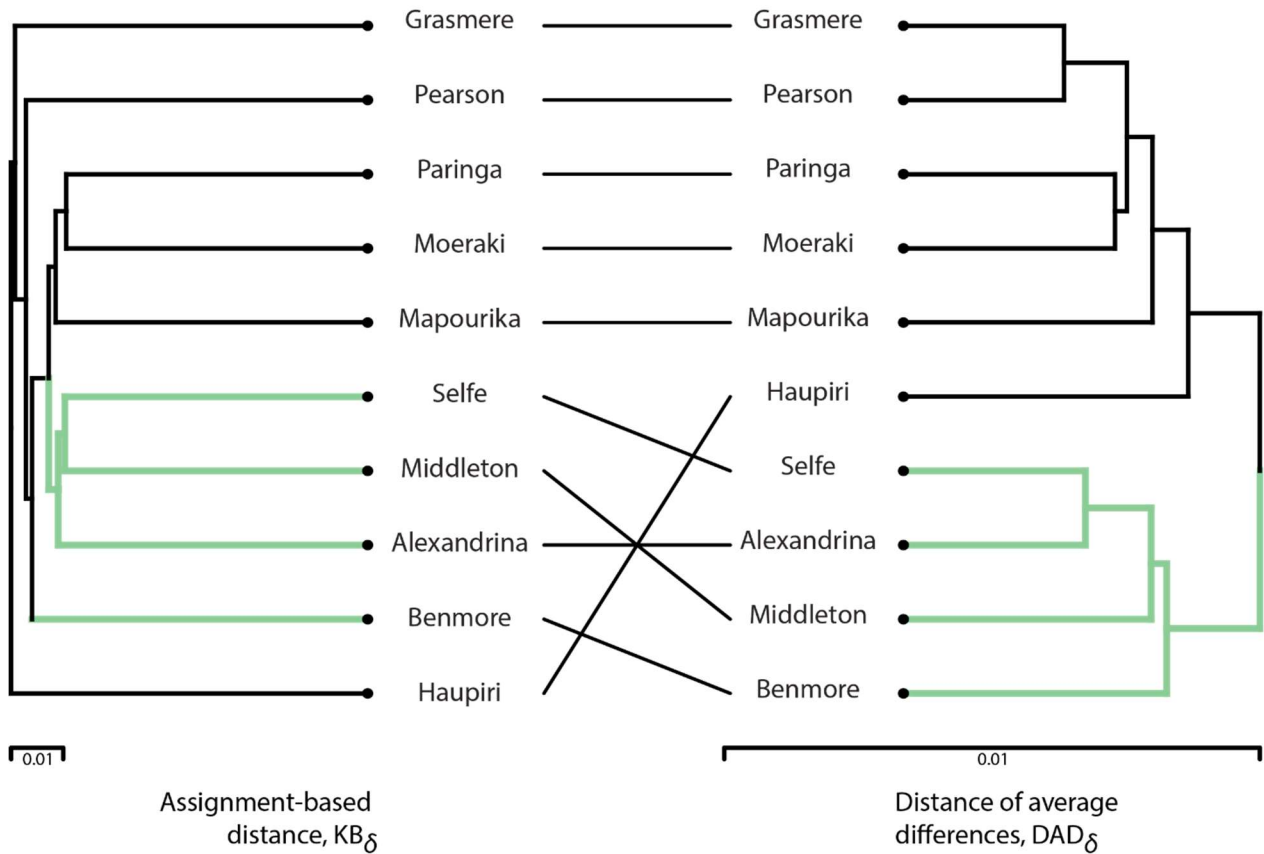 Grasmere Grasmere
Pearson Pearson
Paringa Paringa
Moeraki Moeraki
Mapourika Mapourika
Selfe Haupiri
Middleton Selfe
Alexandrina Alexandrina
Benmore Middleton
Haupiri Benmore
0.01 0.01
Assignment-based
distance, KBδ
Distance of average
differences, DADδ